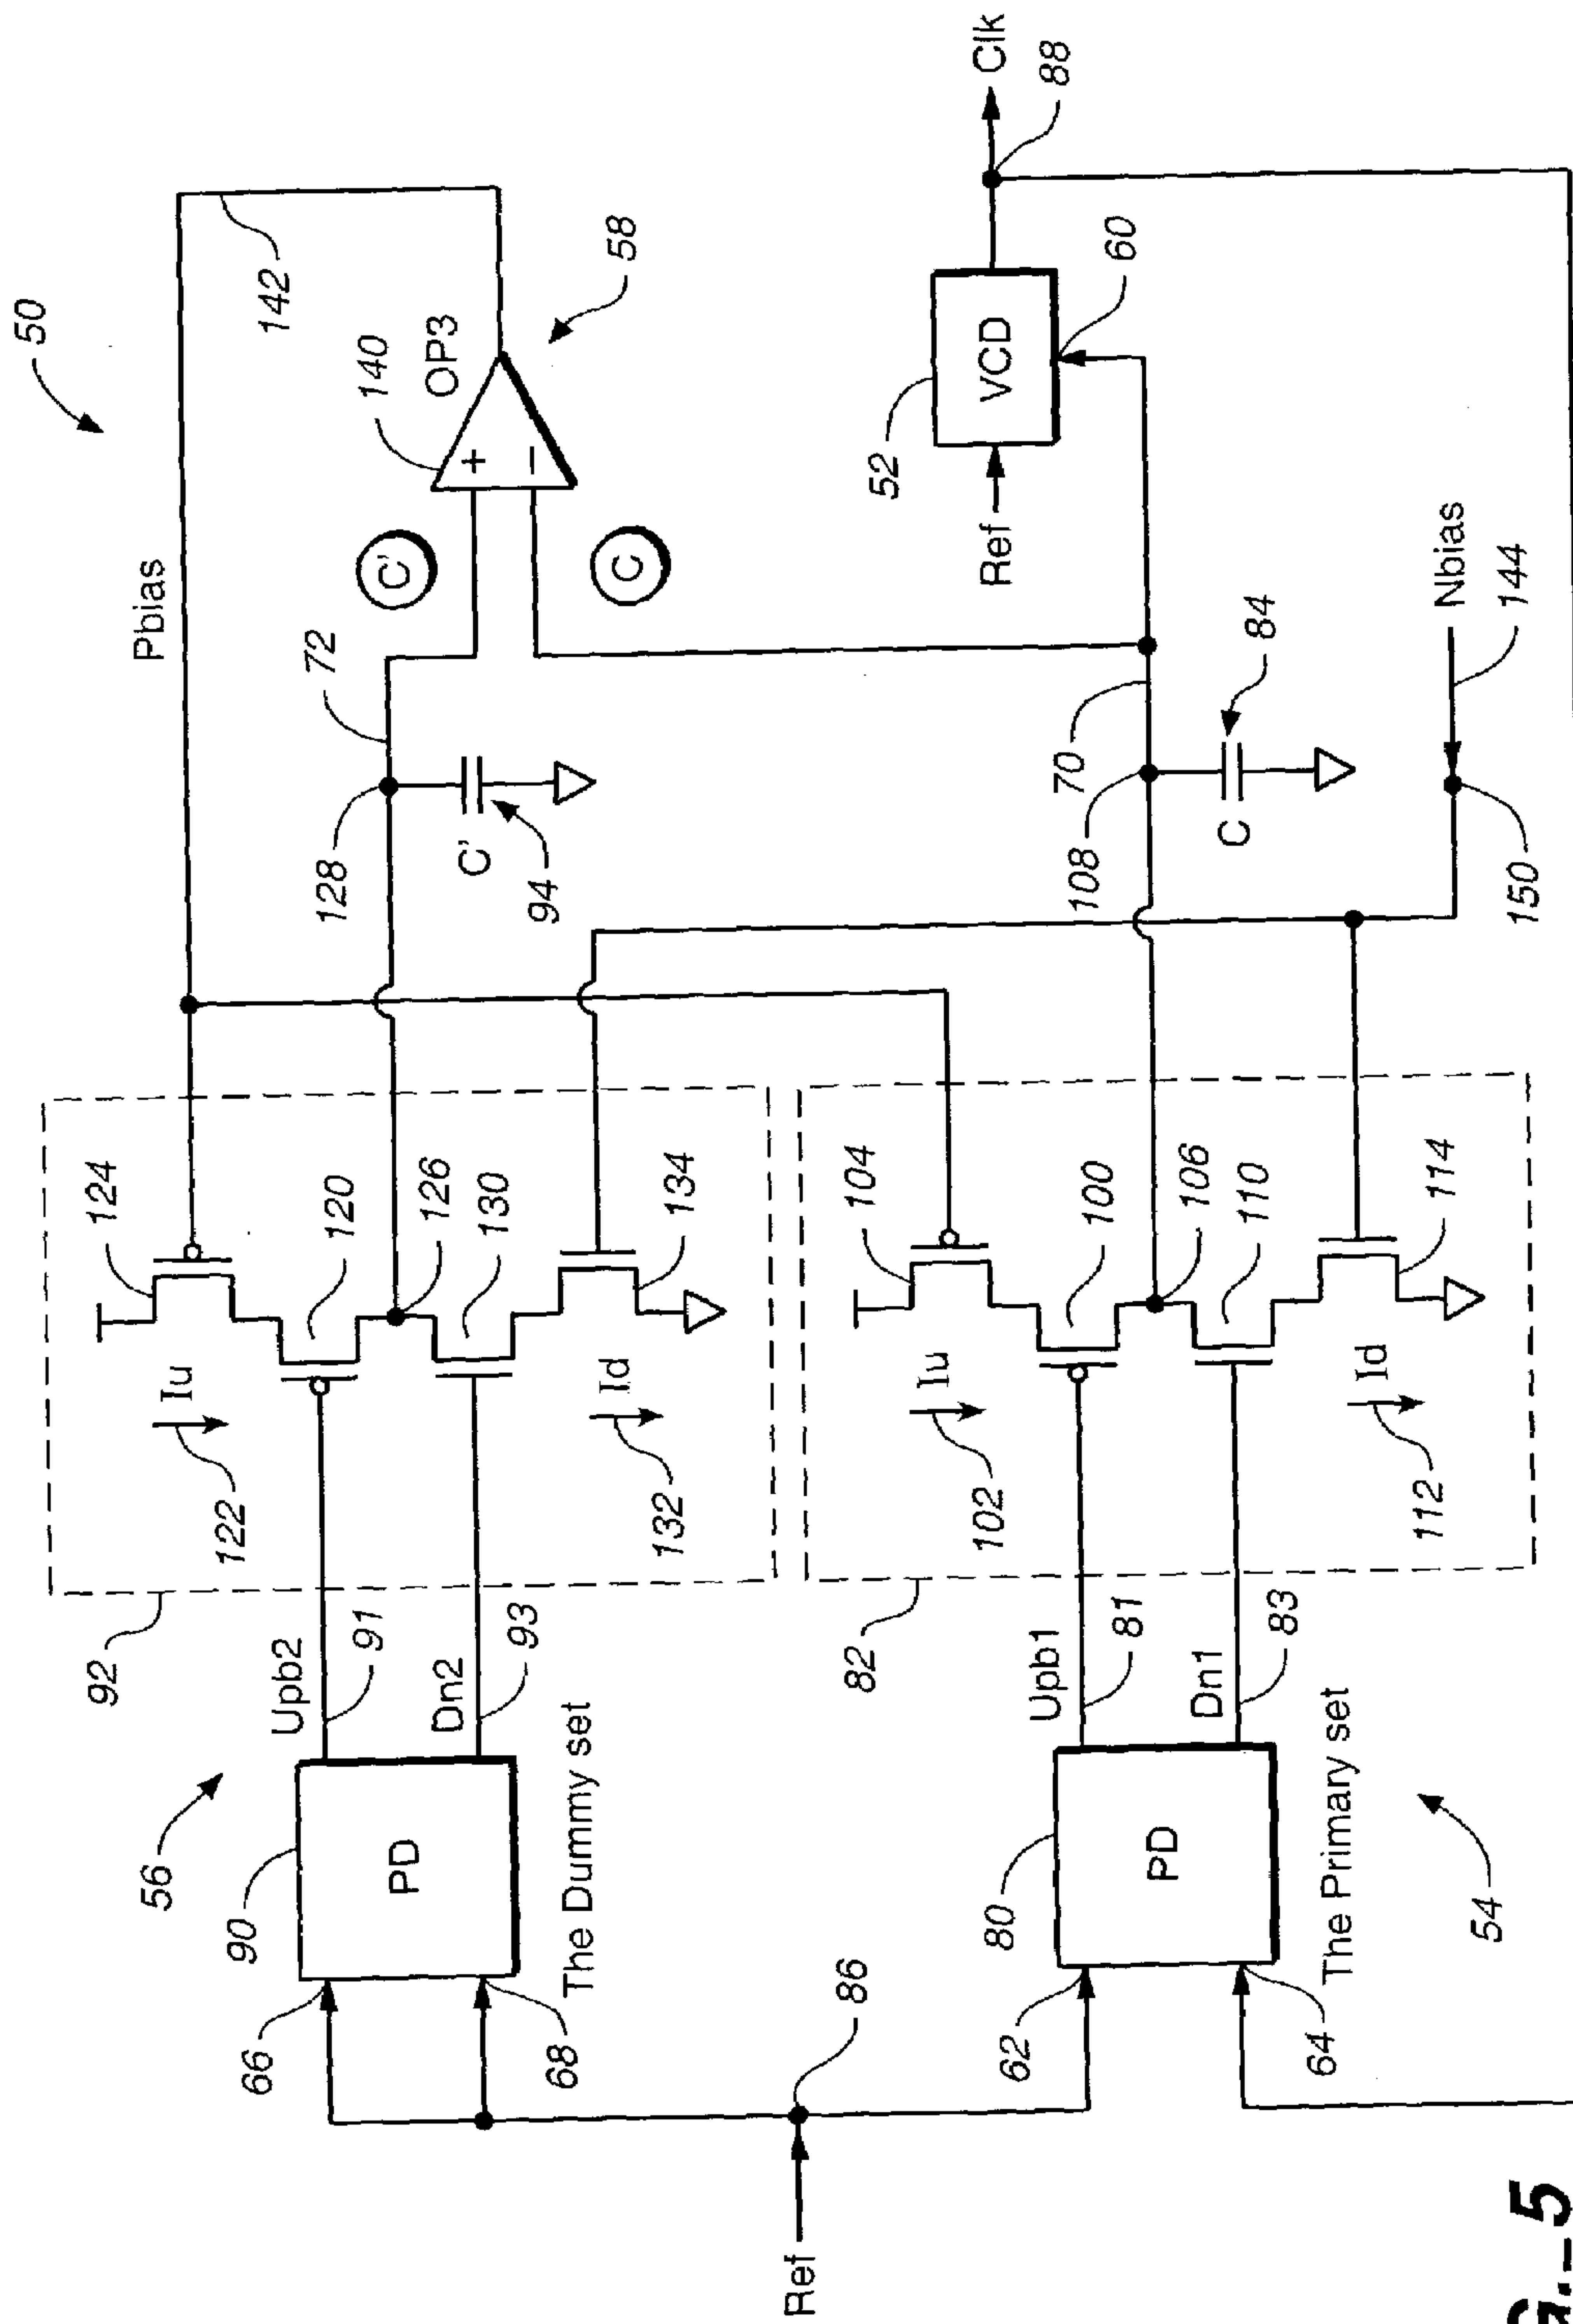 50
Pbias
142
124
Iu
122
92
120
72
C'
140
OP3
58
56
90
66
PD
Upb2
91
126
128
C'
94
+
−
C
Dn2
93
130
Id
132
134
68
The Dummy set
Ref
86
104
Iu
102
82
100
52
Ref
VCD
60
Clk
88
80
62
PD
Upb1
81
106
108
70
C
84
Dn1
83
110
Id
112
114
64
The Primary set
54
Nbias
144
150
G._5